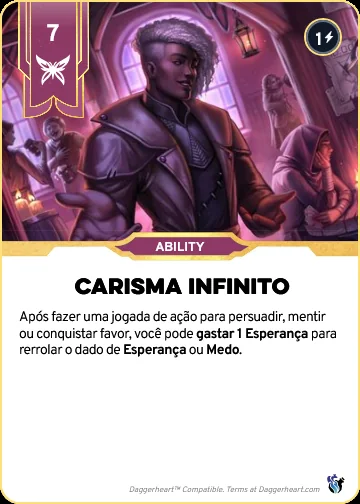 7
1
ABILITY
CARISMA INFINITO
Após fazer uma jogada de ação para persuadir, mentir
ou conquistar favor, você pode gastar 1 Esperança para
rerrolar o dado de Esperança ou Medo.
Daggerheart™ Compatible. Terms at Daggerheart.com